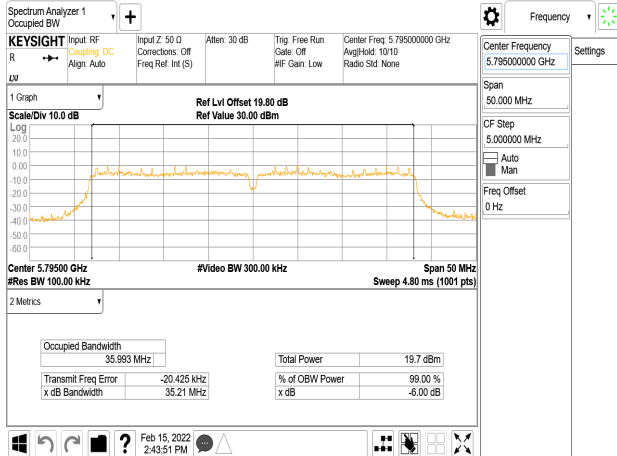 Spectrum Analyzer 1
Occupied BW
Frequency
KEYSIGHT
R
LXI
Input: RF
Coupling: DC
Align: Auto
Input Z: 50 Ω
Corrections: Off
Freq Ref: Int (S)
Atten: 30 dB
Trig: Free Run
Gate: Off
#IF Gain: Low
Center Freq: 5.795000000 GHz
Avg|Hold: 10/10
Radio Std: None
Center Frequency
5.795000000 GHz
Settings
Span
50.000 MHz
CF Step
5.000000 MHz
Auto
Man
Freq Offset
0 Hz
1 Graph
Scale/Div 10.0 dB
Ref Lvl Offset 19.80 dB
Ref Value 30.00 dBm
Log
20.0
10.0
0.00
-10.0
-20.0
-30.0
-40.0
-50.0
-60.0
Center 5.79500 GHz
#Res BW 100.00 kHz
#Video BW 300.00 kHz
Span 50 MHz
Sweep 4.80 ms (1001 pts)
2 Metrics
Occupied Bandwidth
35.993 MHz
Transmit Freq Error -20.425 kHz
x dB Bandwidth 35.21 MHz
Total Power 19.7 dBm
% of OBW Power 99.00 %
x dB -6.00 dB
?
Feb 15, 2022
2:43:51 PM